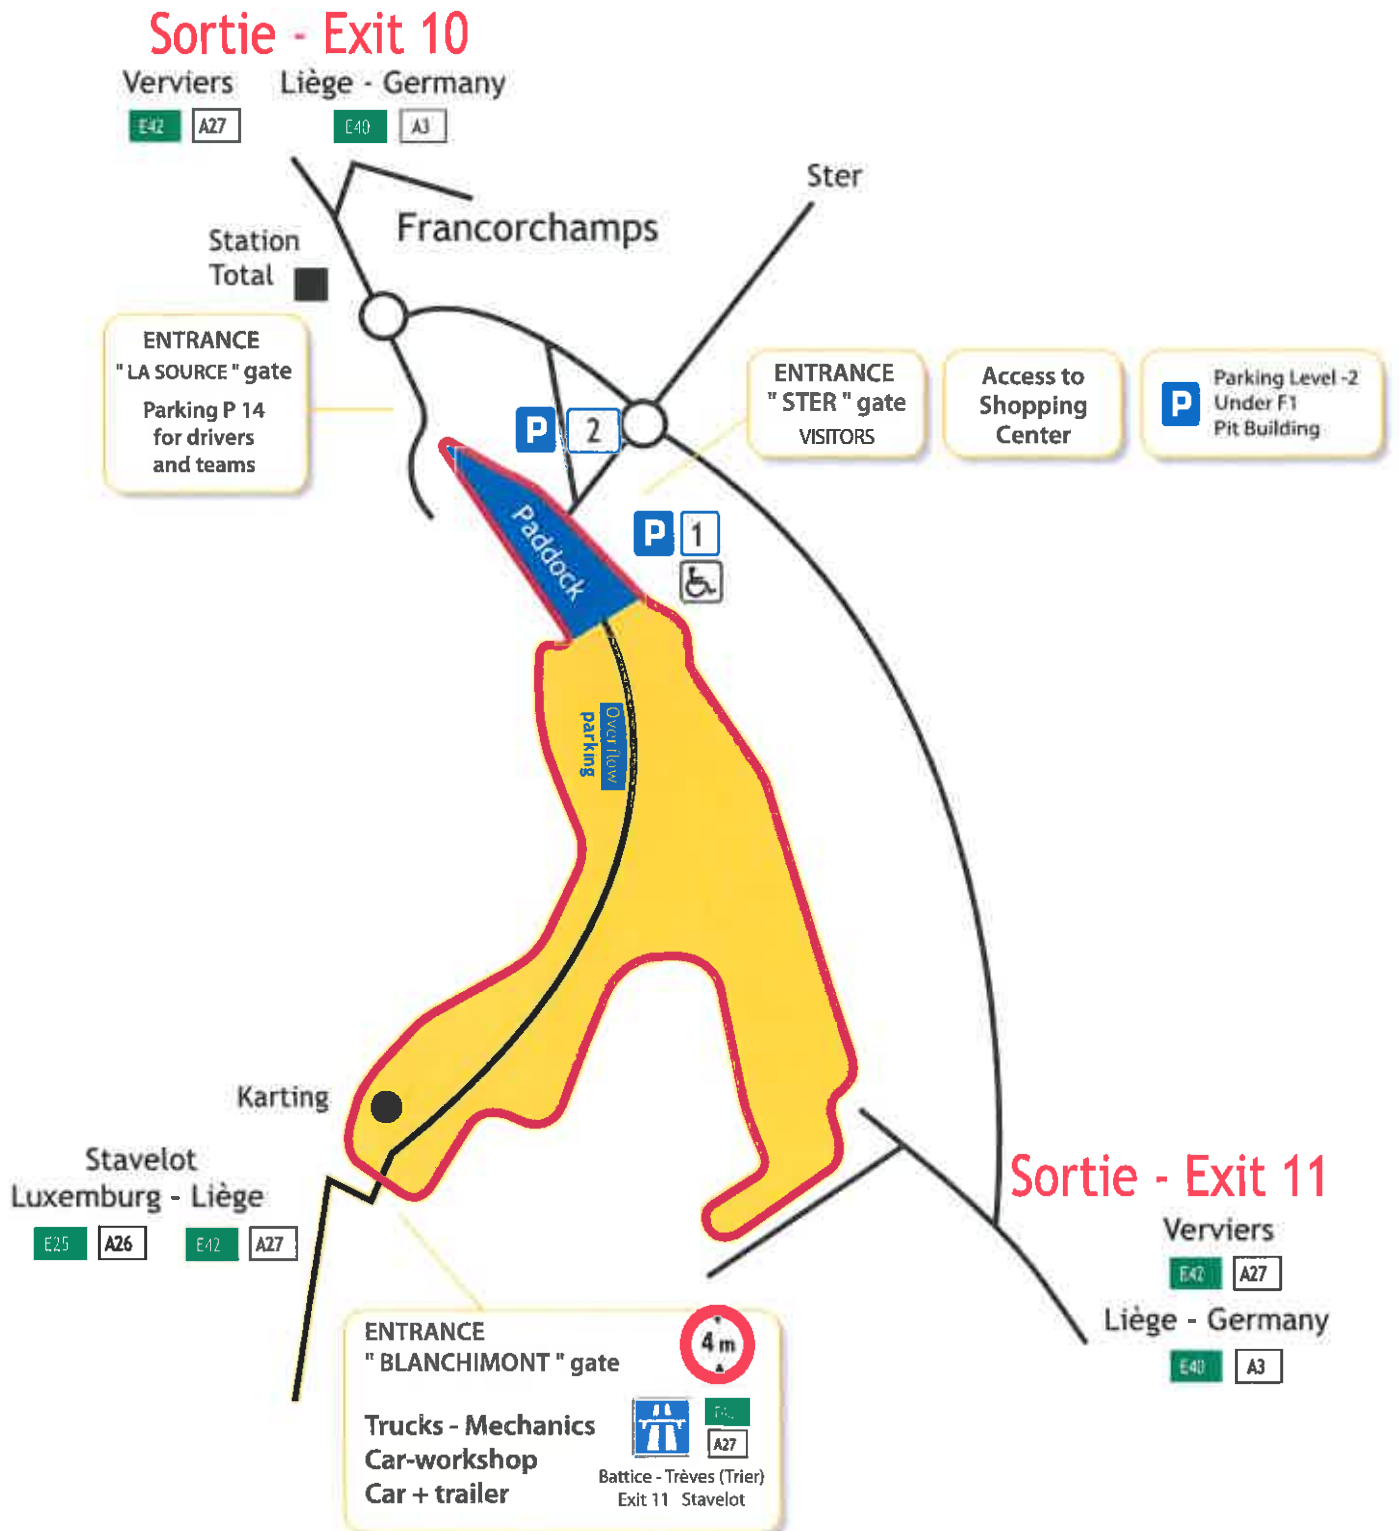 Sortie - Exit 10
Verviers
E42 A27
Liège - Germany
E40 A3
Ster
Francorchamps
Station
Total
ENTRANCE
" LA SOURCE " gate
Parking P 14
for drivers
and teams
P 2
ENTRANCE
" STER " gate
VISITORS
Access to
Shopping
Center
P
Parking Level -2
Under F1
Pit Building
P 1
Paddock
Overflow
parking
Karting
Stavelot
Luxemburg - Liège
E25 A26 E42 A27
Sortie - Exit 11
Verviers
E42 A27
Liège - Germany
E40 A3
ENTRANCE
" BLANCHIMONT " gate
4 m
Trucks - Mechanics
Car-workshop
Car + trailer
A27
Battice - Trèves (Trier)
Exit 11 Stavelot